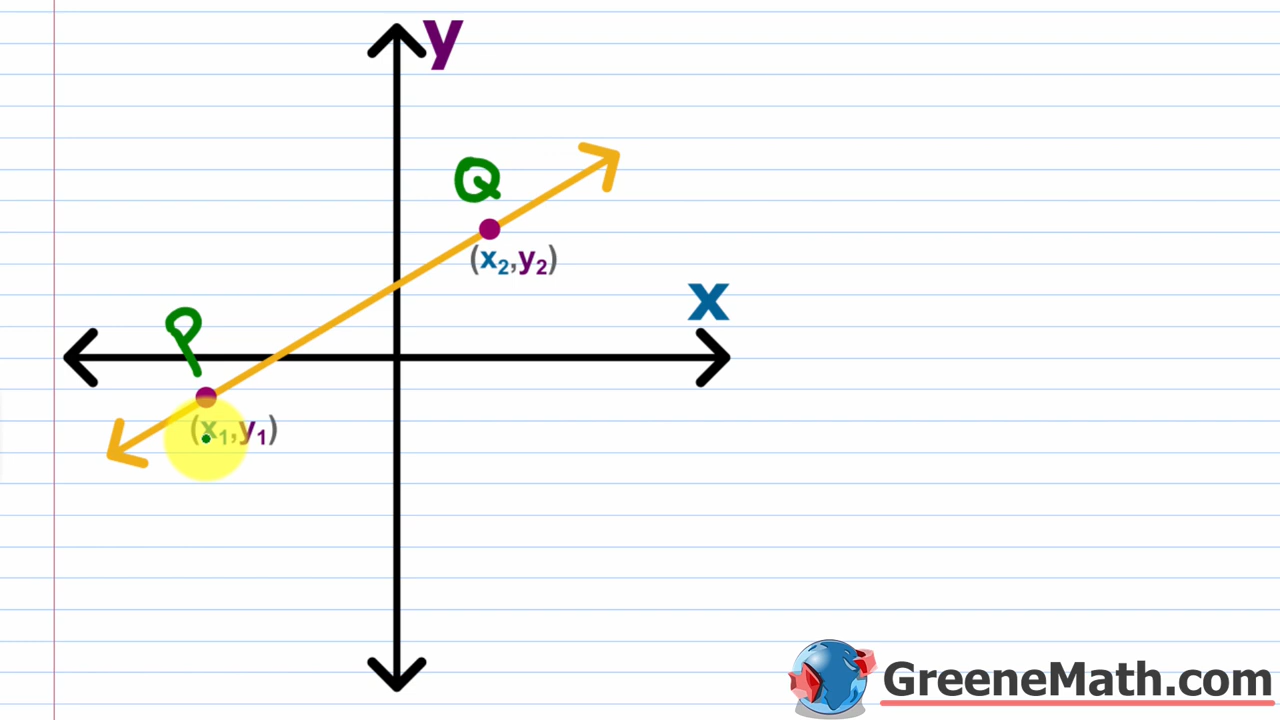 y
Q
(x₂,y₂)
x
P
(x₁,y₁)
GreeneMath.com